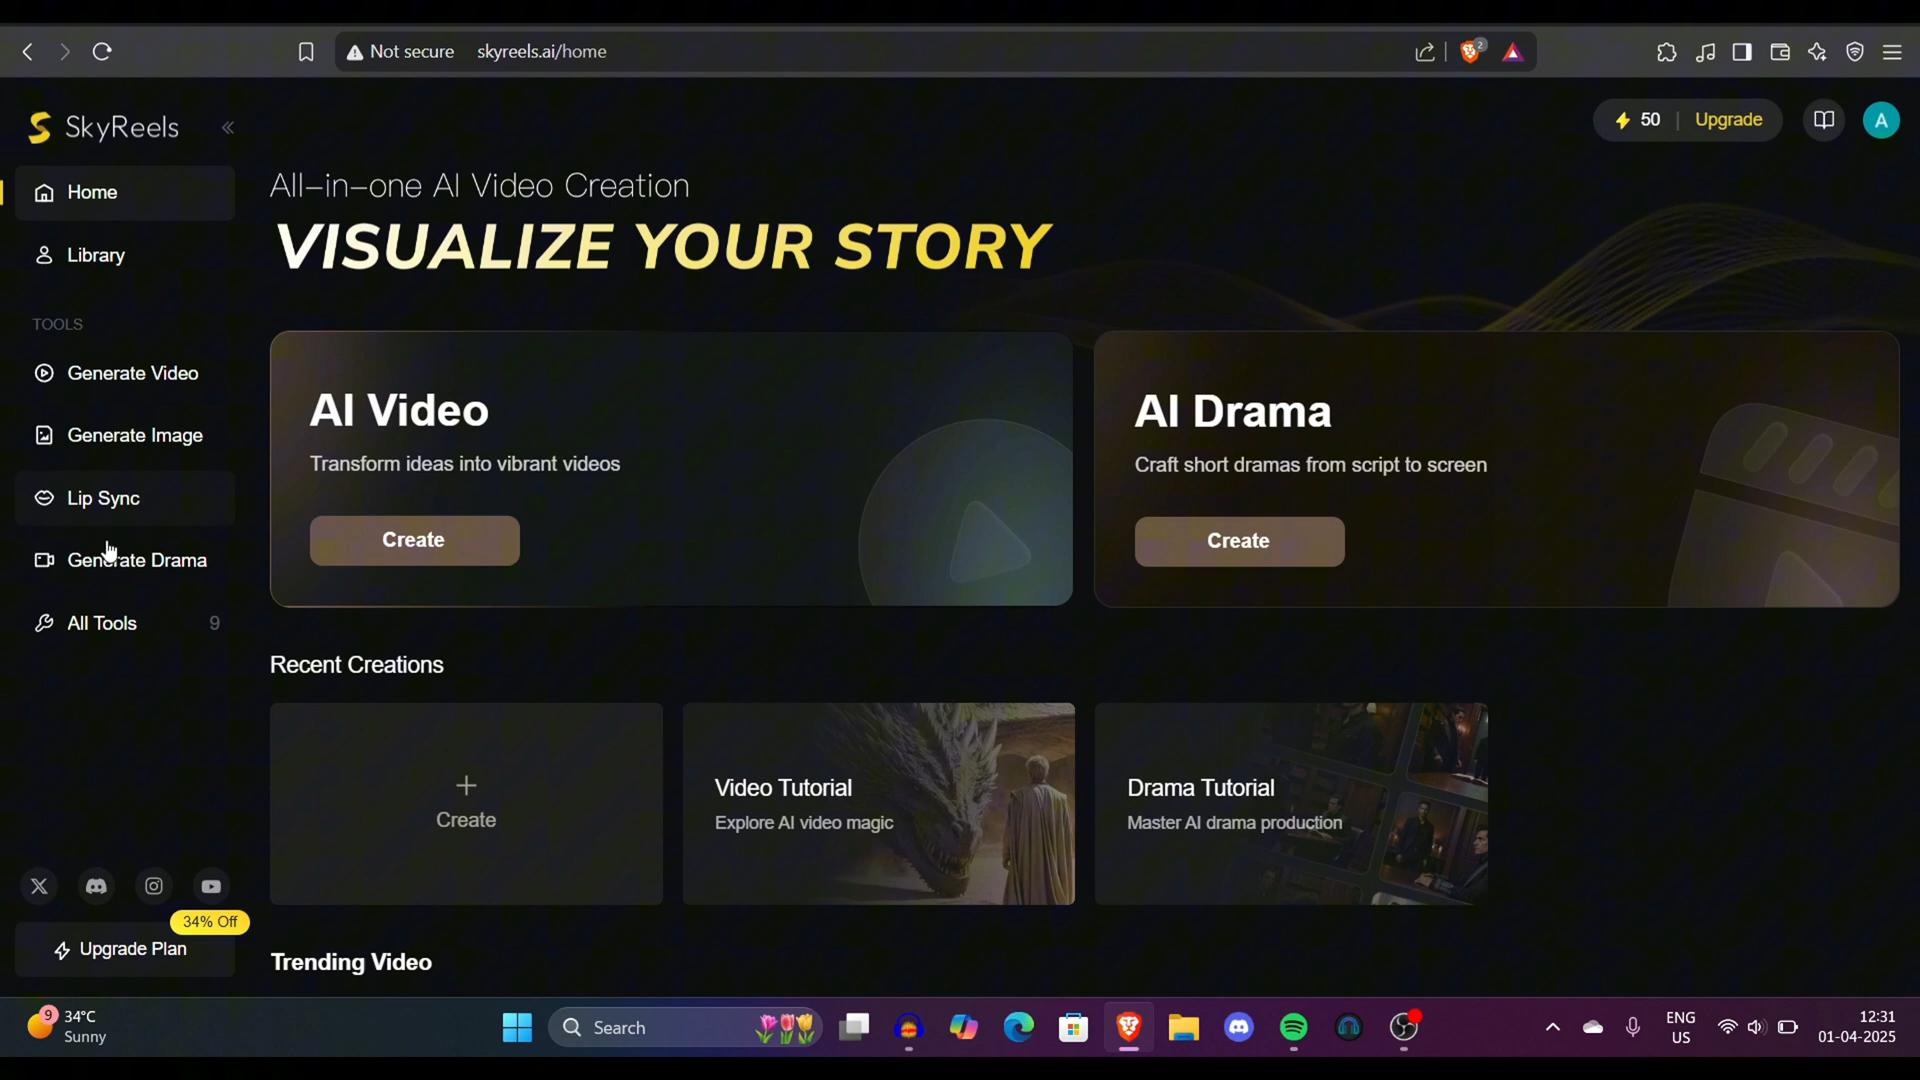 Not secure
skyreels.ai/home
2
SkyReels
«
50
Upgrade
A
Home
Library
TOOLS
Generate Video
Generate Image
Lip Sync
Generate Drama
All Tools
9
34% Off
Upgrade Plan
All-in-one AI Video Creation
VISUALIZE YOUR STORY
AI Video
Transform ideas into vibrant videos
Create
AI Drama
Craft short dramas from script to screen
Create
Recent Creations
+
Create
Video Tutorial
Explore AI video magic
Drama Tutorial
Master AI drama production
Trending Video
9
34°C
Sunny
Search
ENG
US
12:31
01-04-2025